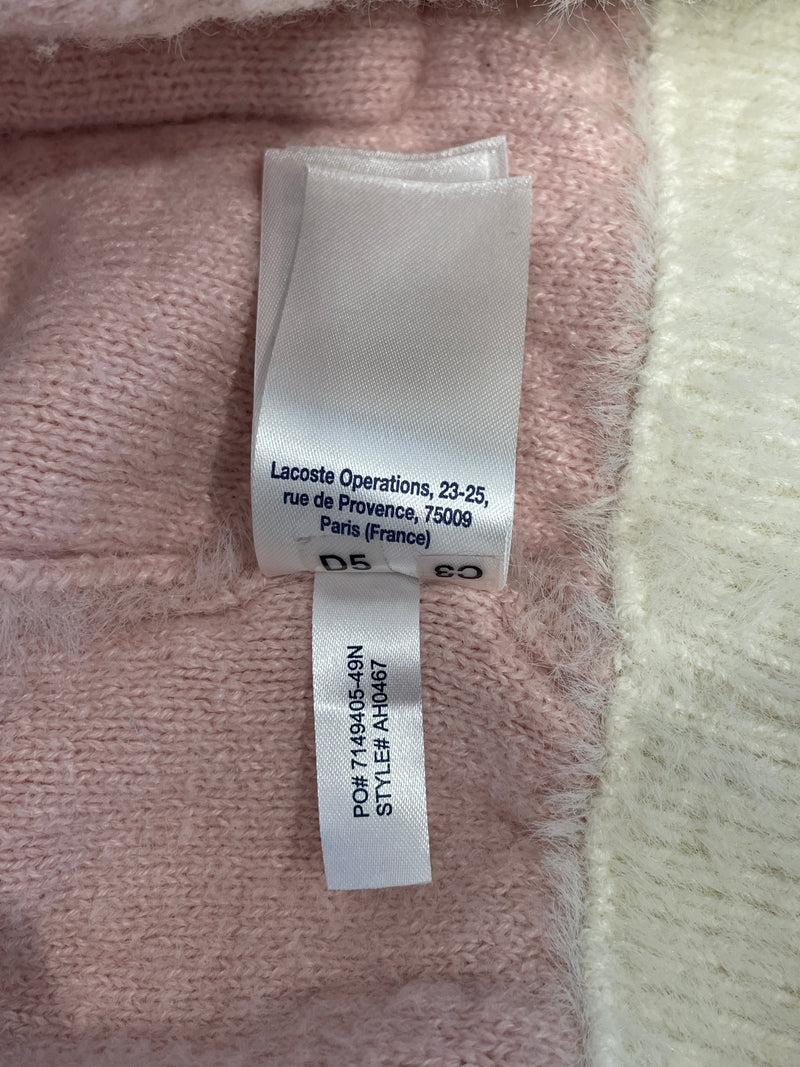 Lacoste Operations, 23-25,
rue de Provence, 75009
Paris (France)
D5
C3
PO# 7149405-49N
STYLE# AH0467